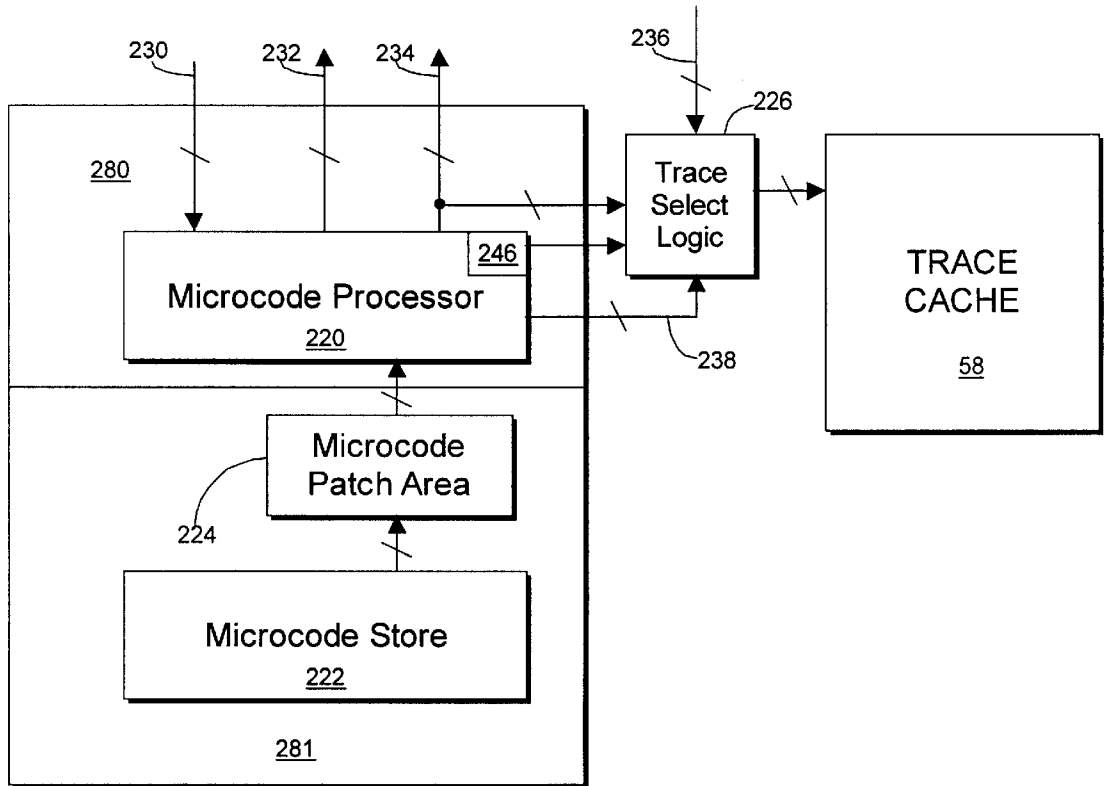 230
232
234
236
226
280
Trace
Select
Logic
246
Microcode Processor
220
238
TRACE
CACHE
58
Microcode
Patch Area
224
Microcode Store
222
281